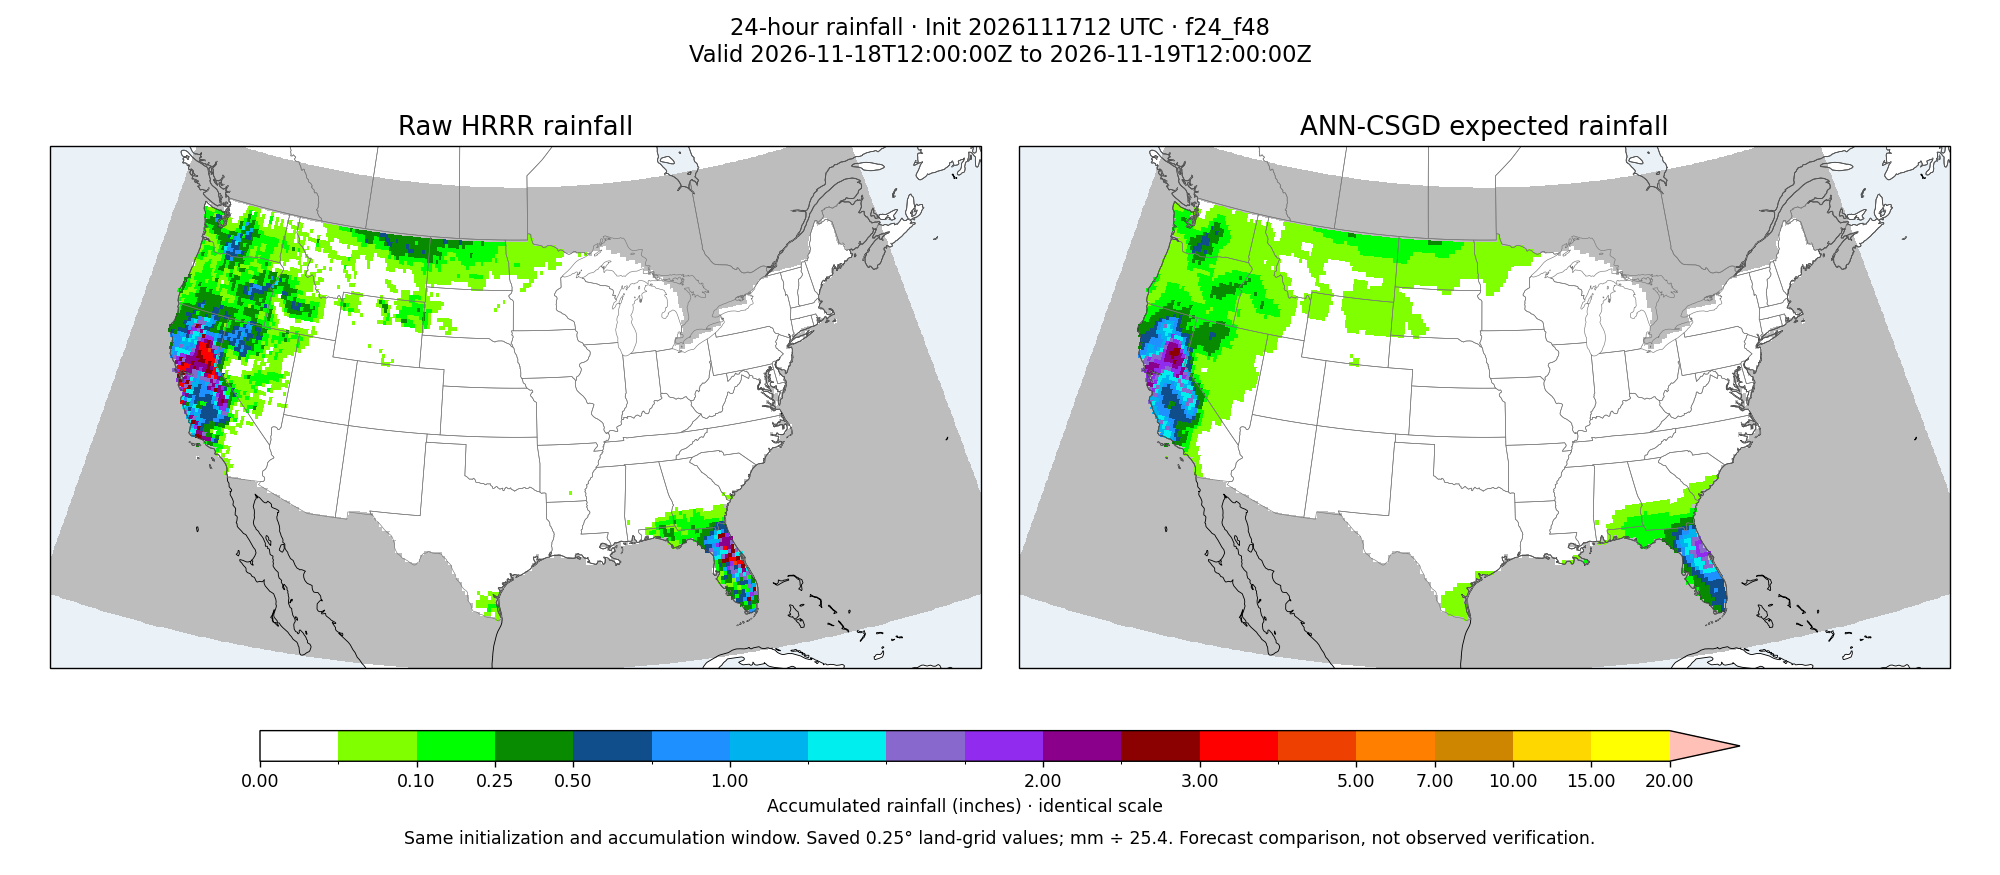 24-hour rainfall · Init 2026111712 UTC · f24_f48
Valid 2026-11-18T12:00:00Z to 2026-11-19T12:00:00Z
Raw HRRR rainfall
ANN-CSGD expected rainfall
0.00 0.10 0.25 0.50 1.00 2.00 3.00 5.00 7.00 10.00 15.00 20.00
Accumulated rainfall (inches) · identical scale
Same initialization and accumulation window. Saved 0.25° land-grid values; mm ÷ 25.4. Forecast comparison, not observed verification.